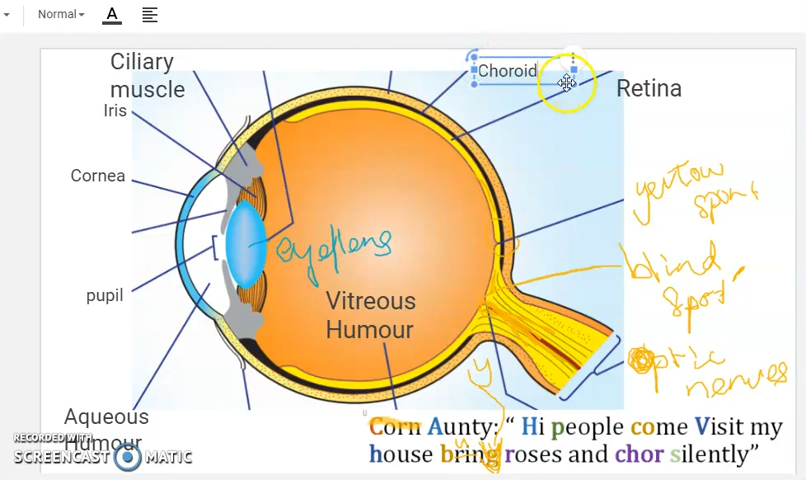 Normal
A
Ciliary
muscle
Iris
Cornea
pupil
Aqueous
Humour
Choroid
Retina
eyelens
Vitreous
Humour
yellow
spot
blind
spot
optic
nerves
Corn Aunty: “ Hi people come Visit my
house bring roses and chor silently”
y
RECORDED WITH
SCREENCAST MATIC